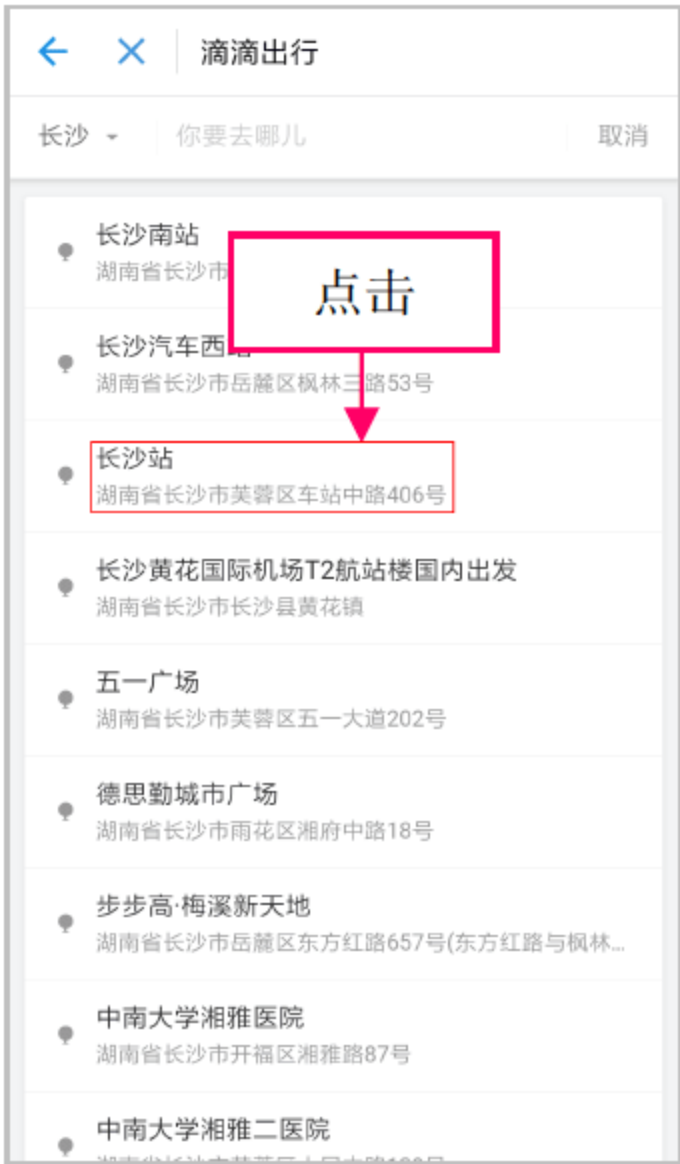 滴滴出行
长沙 你要去哪儿 取消
长沙南站
湖南省长沙市
点击
长沙汽车西
湖南省长沙市岳麓区枫林三路53号
长沙站
湖南省长沙市芙蓉区车站中路406号
长沙黄花国际机场T2航站楼国内出发
湖南省长沙市长沙县黄花镇
五一广场
湖南省长沙市芙蓉区五一大道202号
德思勤城市广场
湖南省长沙市雨花区湘府中路18号
步步高·梅溪新天地
湖南省长沙市岳麓区东方红路657号(东方红路与枫林...
中南大学湘雅医院
湖南省长沙市开福区湘雅路87号
中南大学湘雅二医院